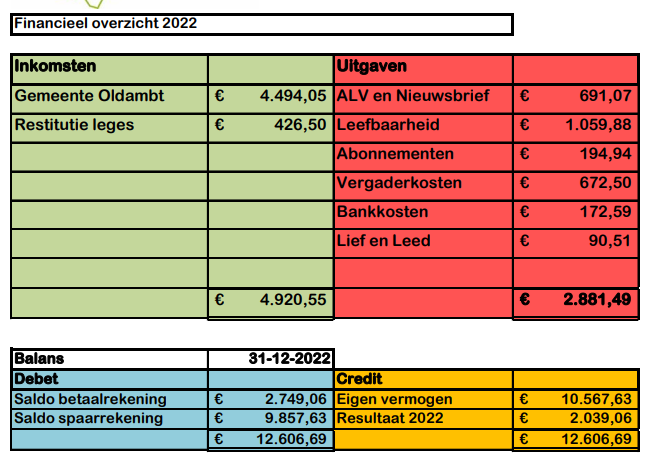 Financieel overzicht 2022
Inkomsten Uitgaven
Gemeente Oldambt € 4.494,05 ALV en Nieuwsbrief € 691,07
Restitutie leges € 426,50 Leefbaarheid € 1.059,88
Abonnementen € 194,94
Vergaderkosten € 672,50
Bankkosten € 172,59
Lief en Leed € 90,51
€ 4.920,55 € 2.881,49
Balans 31-12-2022
Debet Credit
Saldo betaalrekening € 2.749,06 Eigen vermogen € 10.567,63
Saldo spaarrekening € 9.857,63 Resultaat 2022 € 2.039,06
€ 12.606,69 € 12.606,69